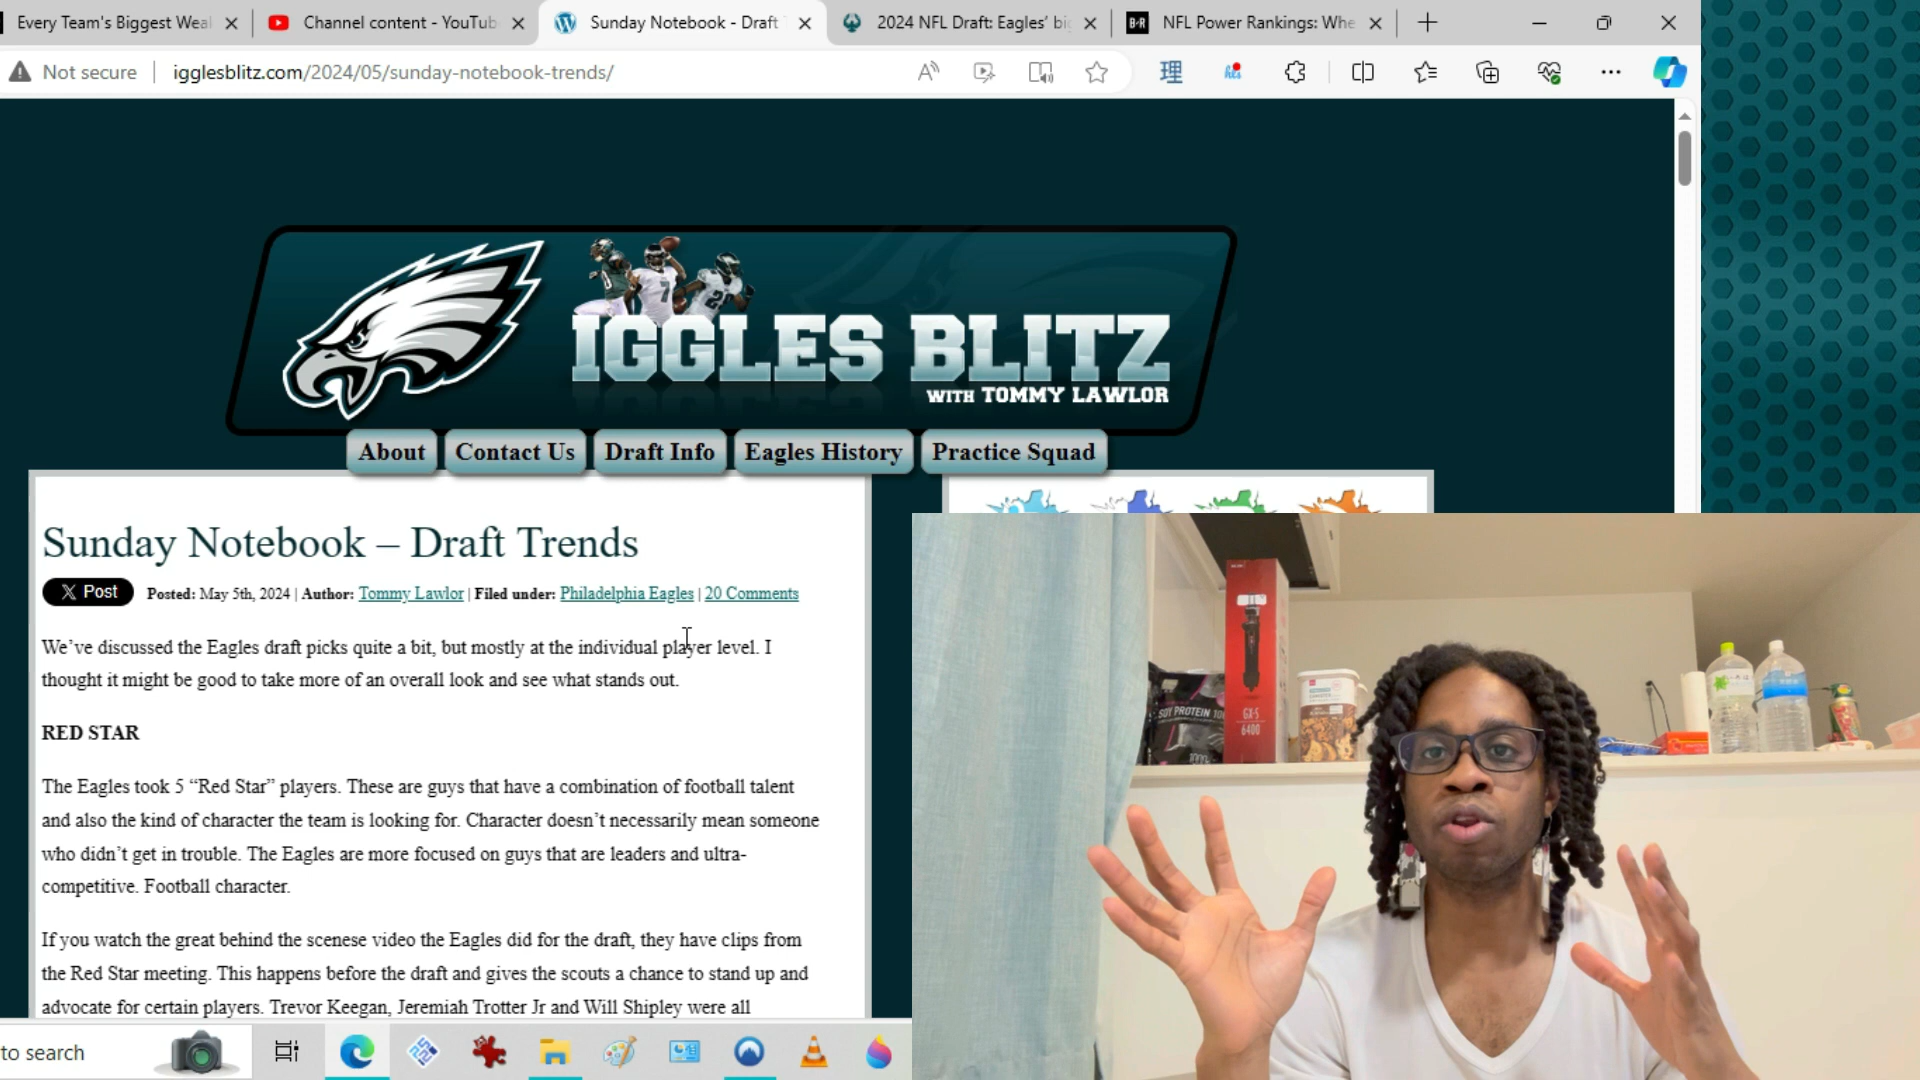 Every Team's Biggest Weal
Channel content - YouTub
Sunday Notebook - Draft T
2024 NFL Draft: Eagles' bi
B·R NFL Power Rankings: Whe
Not secure
igglesblitz.com/2024/05/sunday-notebook-trends/
IGGLES BLITZ
WITH TOMMY LAWLOR
About
Contact Us
Draft Info
Eagles History
Practice Squad
Sunday Notebook – Draft Trends
X Post
Posted: May 5th, 2024 | Author: Tommy Lawlor | Filed under: Philadelphia Eagles | 20 Comments
We've discussed the Eagles draft picks quite a bit, but mostly at the individual player level. I
thought it might be good to take more of an overall look and see what stands out.
RED STAR
The Eagles took 5 “Red Star” players. These are guys that have a combination of football talent
and also the kind of character the team is looking for. Character doesn't necessarily mean someone
who didn't get in trouble. The Eagles are more focused on guys that are leaders and ultra-
competitive. Football character.
If you watch the great behind the scenese video the Eagles did for the draft, they have clips from
the Red Star meeting. This happens before the draft and gives the scouts a chance to stand up and
advocate for certain players. Trevor Keegan, Jeremiah Trotter Jr and Will Shipley were all
SOY PROTEIN
GX-S
6400
to search